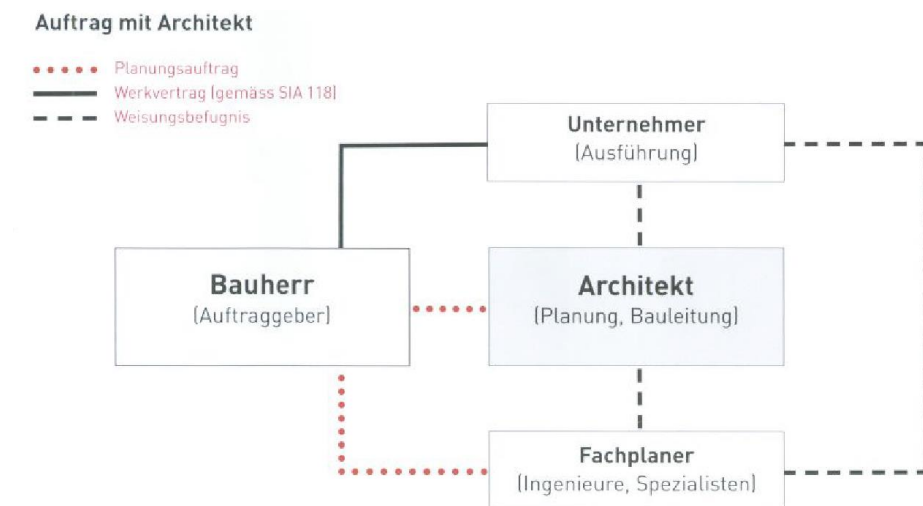 Auftrag mit Architekt
Planungsauftrag
Werkvertrag (gemäss SIA 118)
Weisungsbefugnis
Unternehmer
(Ausführung)
Bauherr
(Auftraggeber)
Architekt
(Planung, Bauleitung)
Fachplaner
(Ingenieure, Spezialisten)